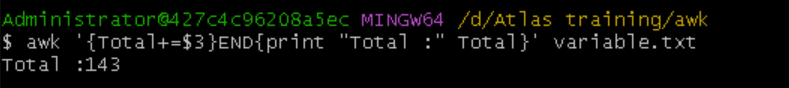 Administrator@427c4c96208a5ec MINGW64 /d/Atlas training/awk
$ awk '{Total+=$3}END{print "Total :" Total}' variable.txt
Total :143